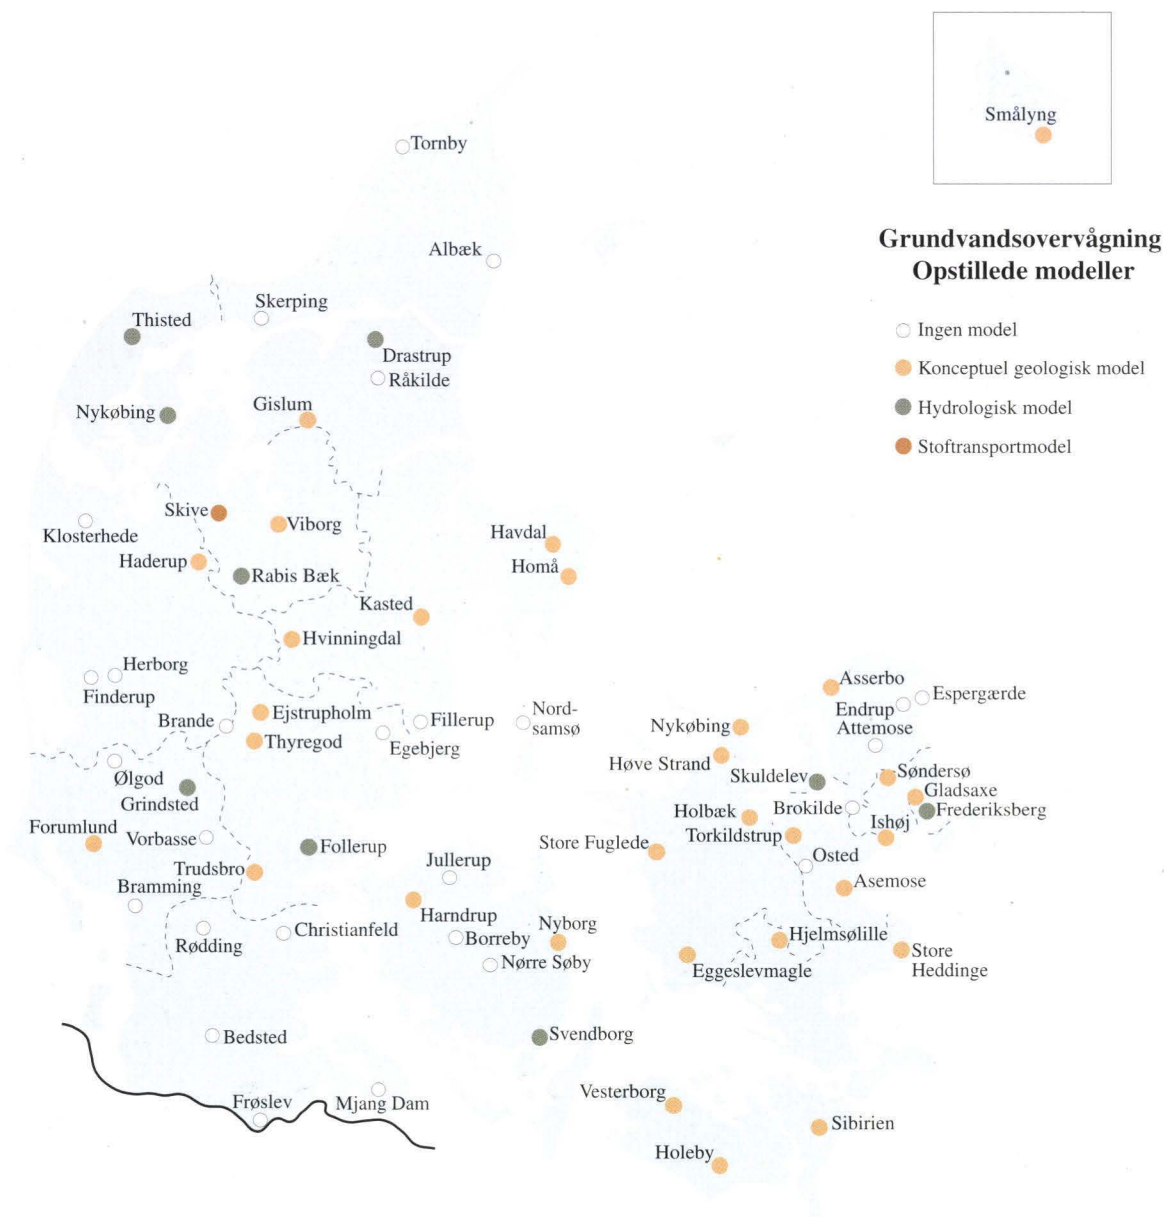 Smålyng
Tornby
Grundvandsovervågning
Opstillede modeller
Albæk
Skerping
Thisted
Ingen model
Drastrup
Konceptuel geologisk model
Råkilde
Gislum
Nykøbing
Hydrologisk model
Stoftransportmodel
Skive
Viborg
Klosterhede
Havdal
Haderup
Homå
Rabis Bæk
Kasted
Hvinningdal
Herborg
Finderup
Asserbo
Espergærde
Endrup
Ejstrupholm
Brande
Fillerup
Nord-
samsø
Nykøbing
Attemose
Thyregod
Egebjerg
Høve Strand
Skuldelev
Søndersø
Ølgod
Gladsaxe
Grindsted
Holbæk
Brokilde
Frederiksberg
Forumlund
Vorbasse
Ishøj
Torkildstrup
Follerup
Store Fuglede
Jullerup
Osted
Trudsbro
Asemose
Bramming
Harndrup
Nyborg
Christianfeld
Borreby
Hjelmsølille
Rødding
Nørre Søby
Eggeslevmagle
Store
Heddinge
Bedsted
Svendborg
Vesterborg
Frøslev
Mjang Dam
Sibirien
Holeby